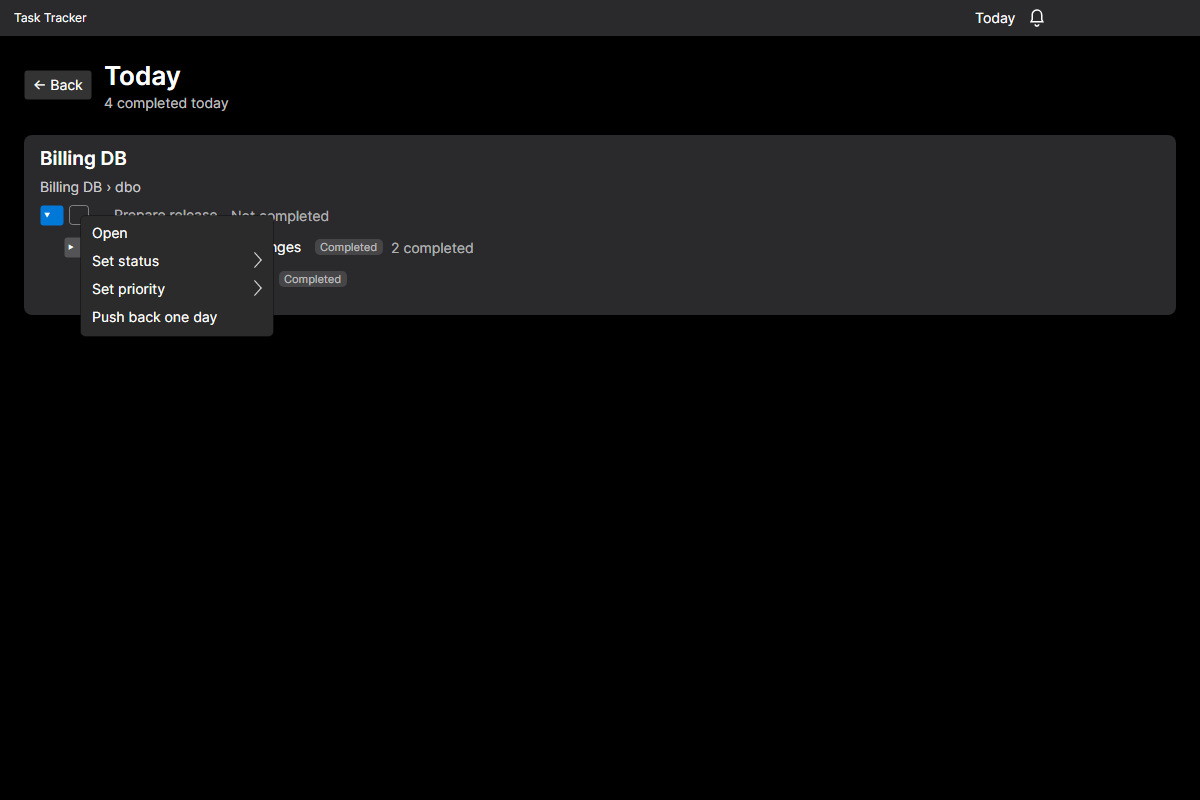 Task Tracker
Today
← Back
Today
4 completed today
Billing DB
Billing DB › dbo
Prepare release Not completed
Open
Completed 2 completed
Set status
Completed
Set priority
Push back one day